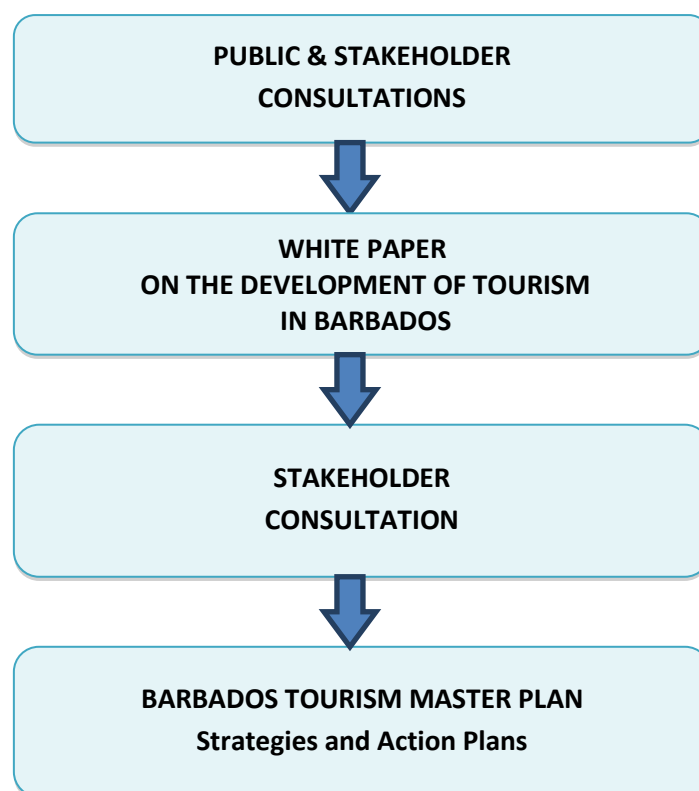 PUBLIC & STAKEHOLDER
CONSULTATIONS
WHITE PAPER
ON THE DEVELOPMENT OF TOURISM
IN BARBADOS
STAKEHOLDER
CONSULTATION
BARBADOS TOURISM MASTER PLAN
Strategies and Action Plans